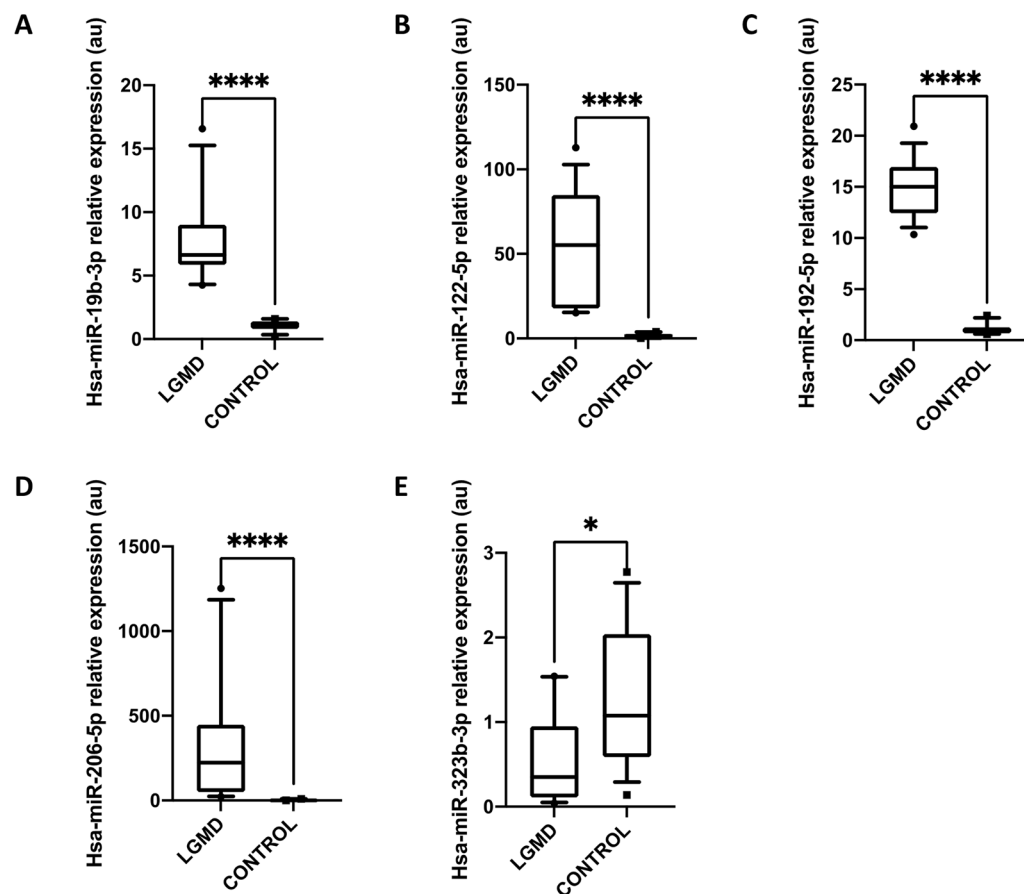 A
Hsa-miR-19b-3p relative expression (au)
20
15
10
5
0
****
LGMD
CONTROL
B
Hsa-miR-122-5p relative expression (au)
150
100
50
0
****
LGMD
CONTROL
C
Hsa-miR-192-5p relative expression (au)
25
20
15
10
5
0
****
LGMD
CONTROL
D
Hsa-miR-206-5p relative expression (au)
1500
1000
500
0
****
LGMD
CONTROL
E
Hsa-miR-323b-3p relative expression (au)
3
2
1
0
*
LGMD
CONTROL